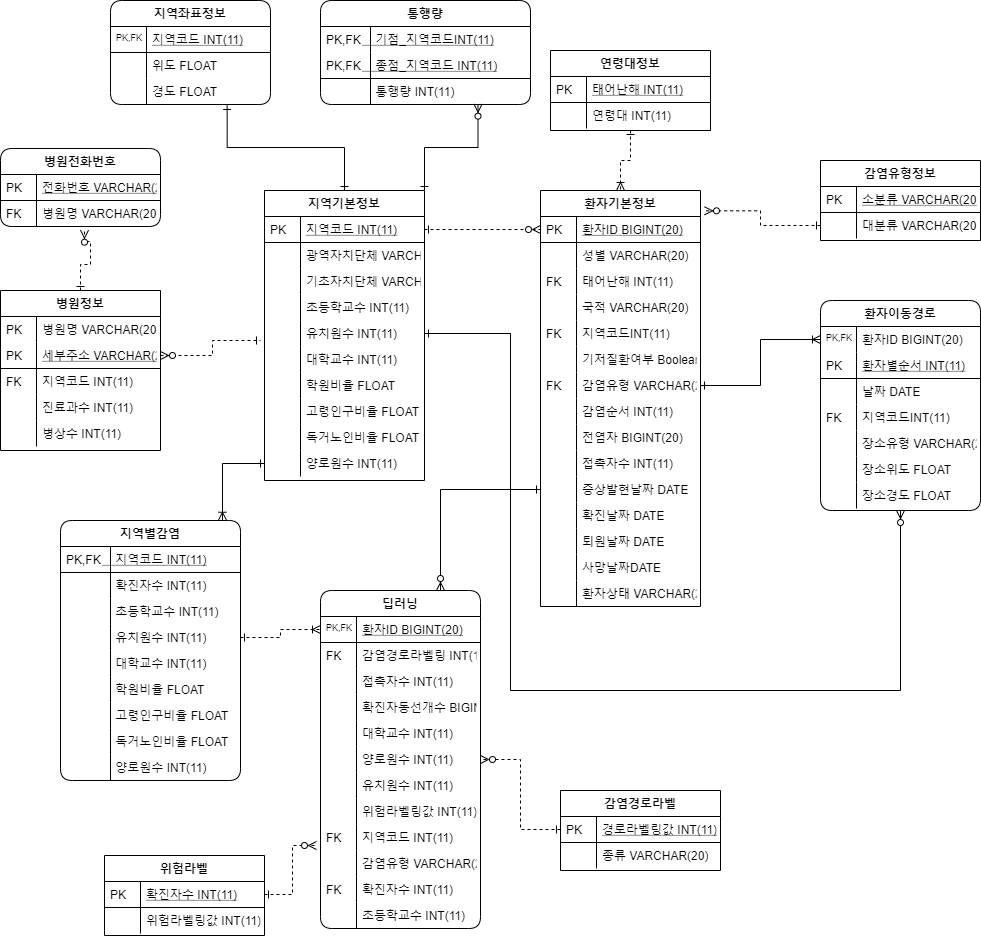 지역좌표정보
PK,FK 지역코드 INT(11)
위도 FLOAT
경도 FLOAT
통행량
PK,FK 기점_지역코드INT(11)
PK,FK 종점_지역코드 INT(11)
통행량 INT(11)
연령대정보
PK 태어난해 INT(11)
연령대 INT(11)
병원전화번호
PK 전화번호 VARCHAR(
FK 병원명 VARCHAR(20
감염유형정보
PK 소분류 VARCHAR(20
대분류 VARCHAR(20
지역기본정보
PK 지역코드 INT(11)
광역자치단체 VARCH
기초자치단체 VARCH
초등학교수 INT(11)
유치원수 INT(11)
대학교수 INT(11)
학원비율 FLOAT
고령인구비율 FLOAT
독거노인비율 FLOAT
양로원수 INT(11)
환자기본정보
PK 환자ID BIGINT(20)
성별 VARCHAR(20)
FK 태어난해 INT(11)
국적 VARCHAR(20)
FK 지역코드INT(11)
기저질환여부 Boolean
FK 감염유형 VARCHAR(
감염순서 INT(11)
전염자 BIGINT(20)
접촉자수 INT(11)
증상발현날짜 DATE
확진날짜 DATE
퇴원날짜 DATE
사망날짜DATE
환자상태 VARCHAR(
병원정보
PK 병원명 VARCHAR(20
PK 세부주소 VARCHAR(
FK 지역코드 INT(11)
진료과수 INT(11)
병상수 INT(11)
환자이동경로
PK,FK 환자ID BIGINT(20)
PK 환자별순서 INT(11)
날짜 DATE
FK 지역코드INT(11)
장소유형 VARCHAR(
장소위도 FLOAT
장소경도 FLOAT
지역별감염
PK,FK 지역코드 INT(11)
확진자수 INT(11)
초등학교수 INT(11)
유치원수 INT(11)
대학교수 INT(11)
학원비율 FLOAT
고령인구비율 FLOAT
독거노인비율 FLOAT
양로원수 INT(11)
딥러닝
PK,FK 환자ID BIGINT(20)
FK 감염경로라벨링 INT(1
접촉자수 INT(11)
확진자동선개수 BIGIN
대학교수 INT(11)
양로원수 INT(11)
유치원수 INT(11)
위험라벨링값 INT(11)
FK 지역코드 INT(11)
감염유형 VARCHAR(
FK 확진자수 INT(11)
초등학교수 INT(11)
감염경로라벨
PK 경로라벨링값 INT(11)
종류 VARCHAR(20)
위험라벨
PK 확진자수 INT(11)
위험라벨링값 INT(11)